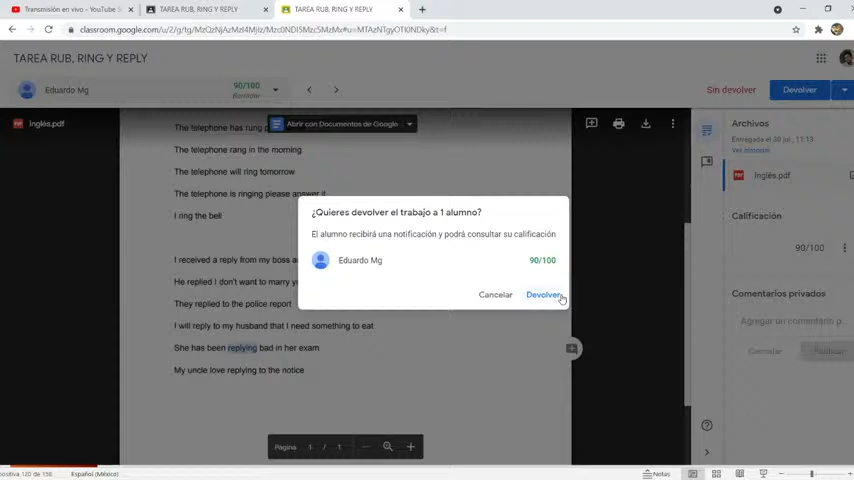 Transmisión en vivo - YouTube S
TAREA RUB, RING Y REPLY
TAREA RUB, RING Y REPLY
classroom.google.com/u/2/g/tg/MzQzNjAzMzI4MjIz/Mzc0NDI5Mzc5MzMx#u=MTAzNTgyOTI0NDky&t=f
TAREA RUB, RING Y REPLY
Eduardo Mg
90/100
Borrador
Sin devolver
Devolver
Inglés.pdf
Abrir con Documentos de Google
The telephone has rung
The telephone rang in the morning
The telephone will ring tomorrow
The telephone is ringing please answer it
I ring the bell
I received a reply from my boss
He replied I don't want to marry
They replied to the police report
I will reply to my husband that I need something to eat
She has been replying bad in her exam
My uncle love replying to the notice
¿Quieres devolver el trabajo a 1 alumno?
El alumno recibirá una notificación y podrá consultar su calificación
Eduardo Mg
90/100
Cancelar
Devolver
Archivos
Entregada el 30 jul., 11:13
Ver historial
Inglés.pdf
Calificación
90/100
Comentarios privados
Agregar un comentario p
Cancelar
Publicar
Página 1 / 1
positiva 120 de 158
Español (México)
Notas